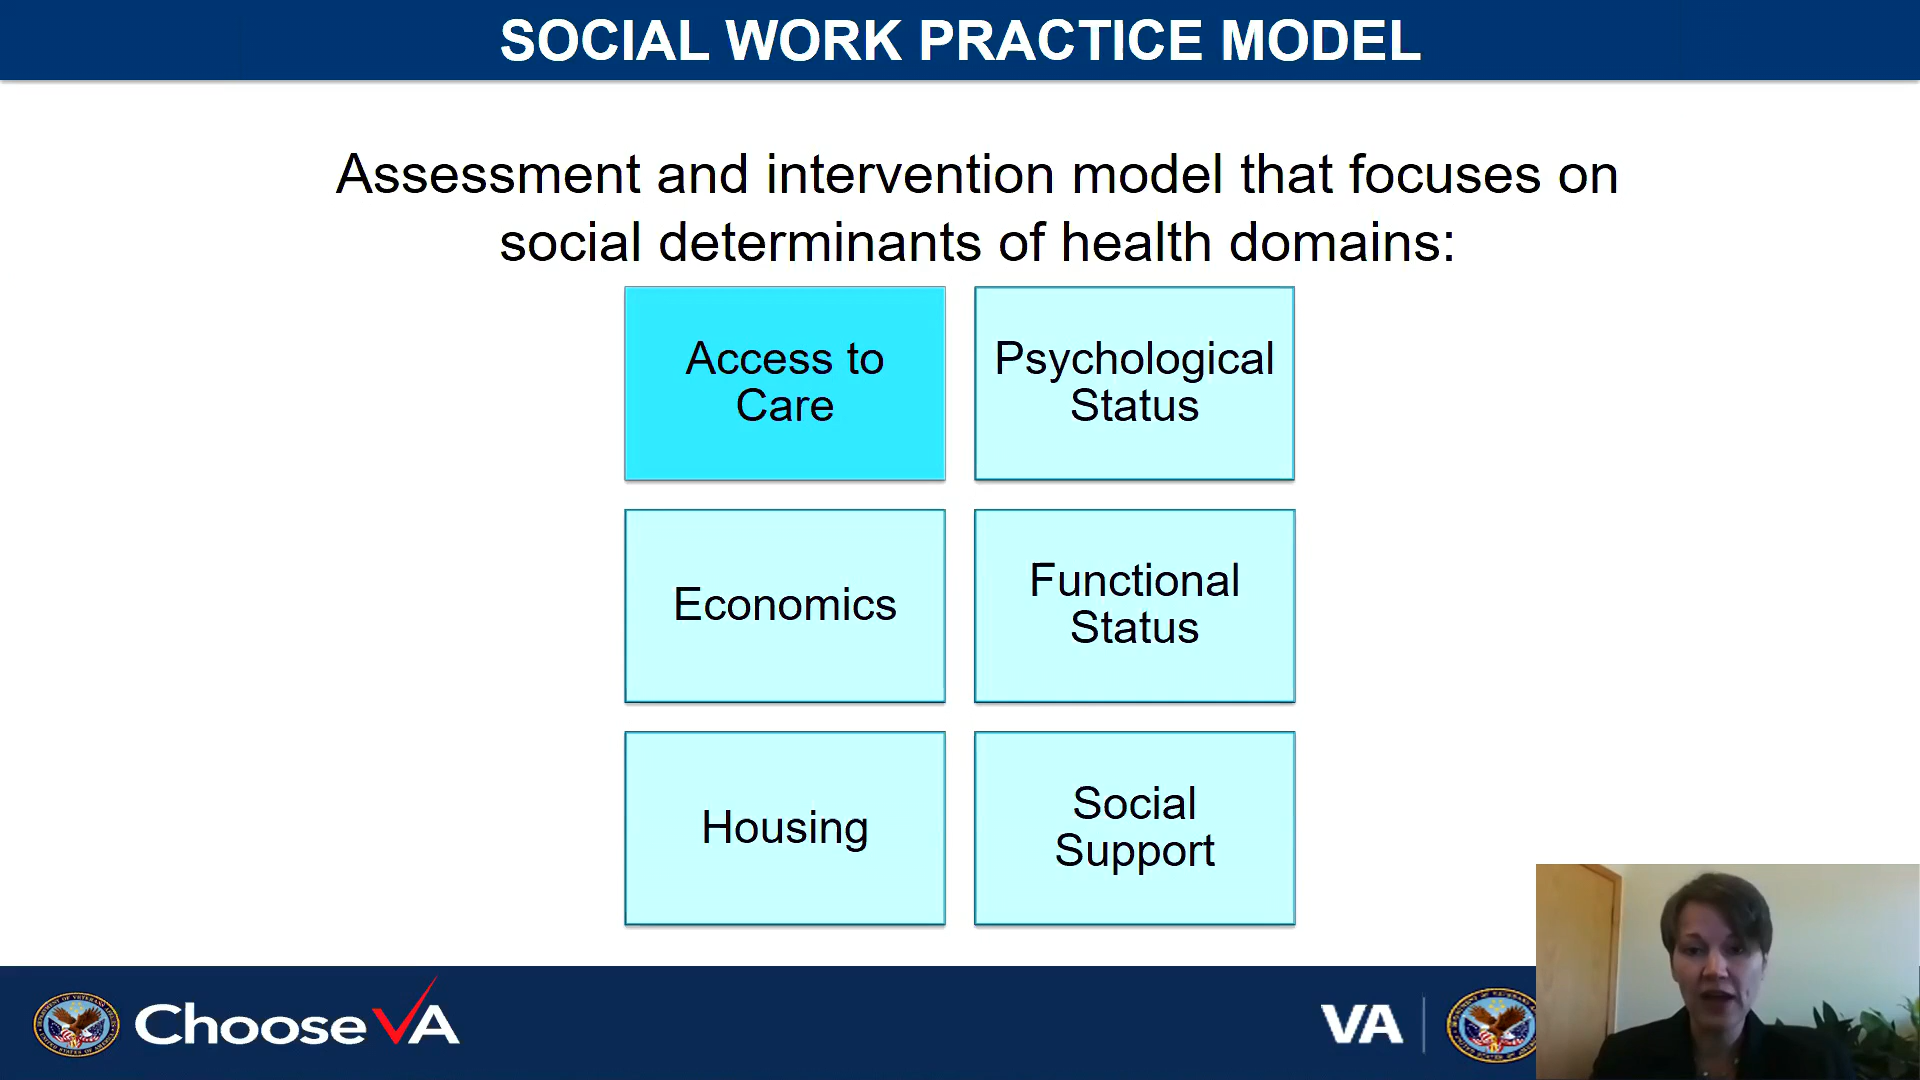 SOCIAL WORK PRACTICE MODEL
Assessment and intervention model that focuses on
social determinants of health domains:
Access to
Care
Psychological
Status
Economics
Functional
Status
Housing
Social
Support
Choose VA
VA